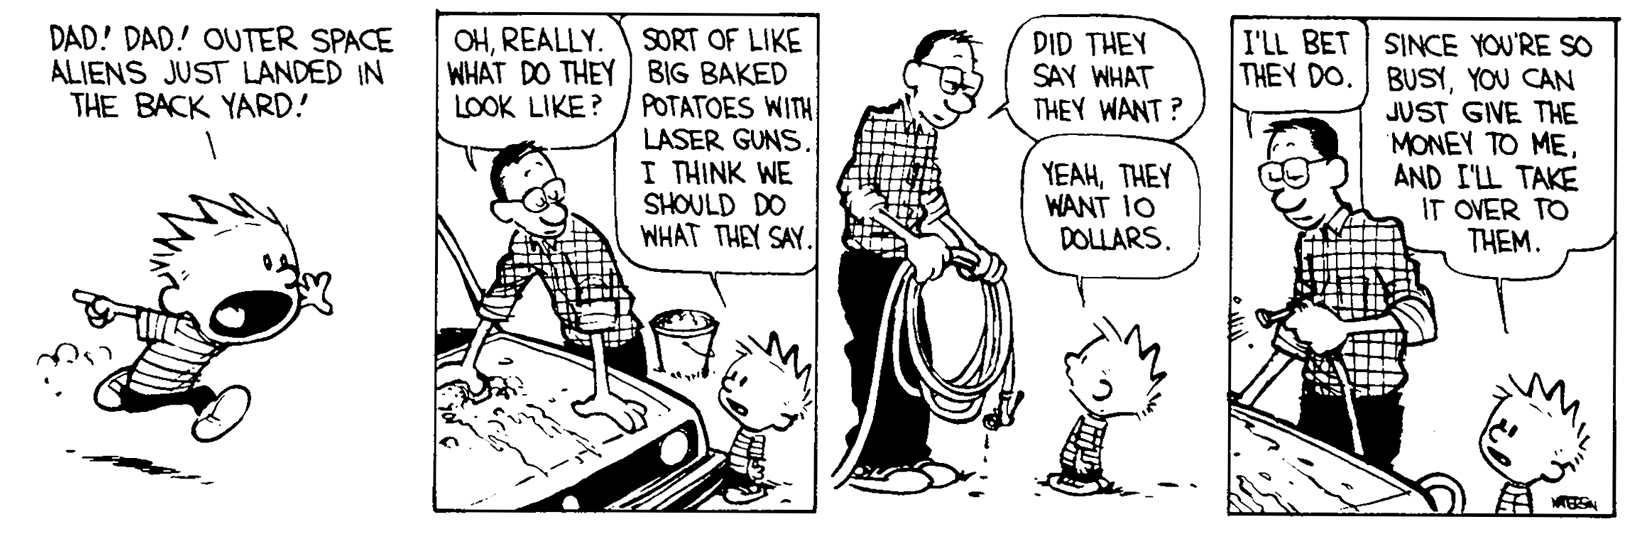 DAD! DAD! OUTER SPACE
ALIENS JUST LANDED IN
THE BACK YARD!
OH, REALLY.
WHAT DO THEY
LOOK LIKE?
SORT OF LIKE
BIG BAKED
POTATOES WITH
LASER GUNS.
I THINK WE
SHOULD DO
WHAT THEY SAY.
DID THEY
SAY WHAT
THEY WANT?
YEAH, THEY
WANT 10
DOLLARS.
I'LL BET
THEY DO.
SINCE YOU'RE SO
BUSY, YOU CAN
JUST GIVE THE
MONEY TO ME,
AND I'LL TAKE
IT OVER TO
THEM.
WATTERSON